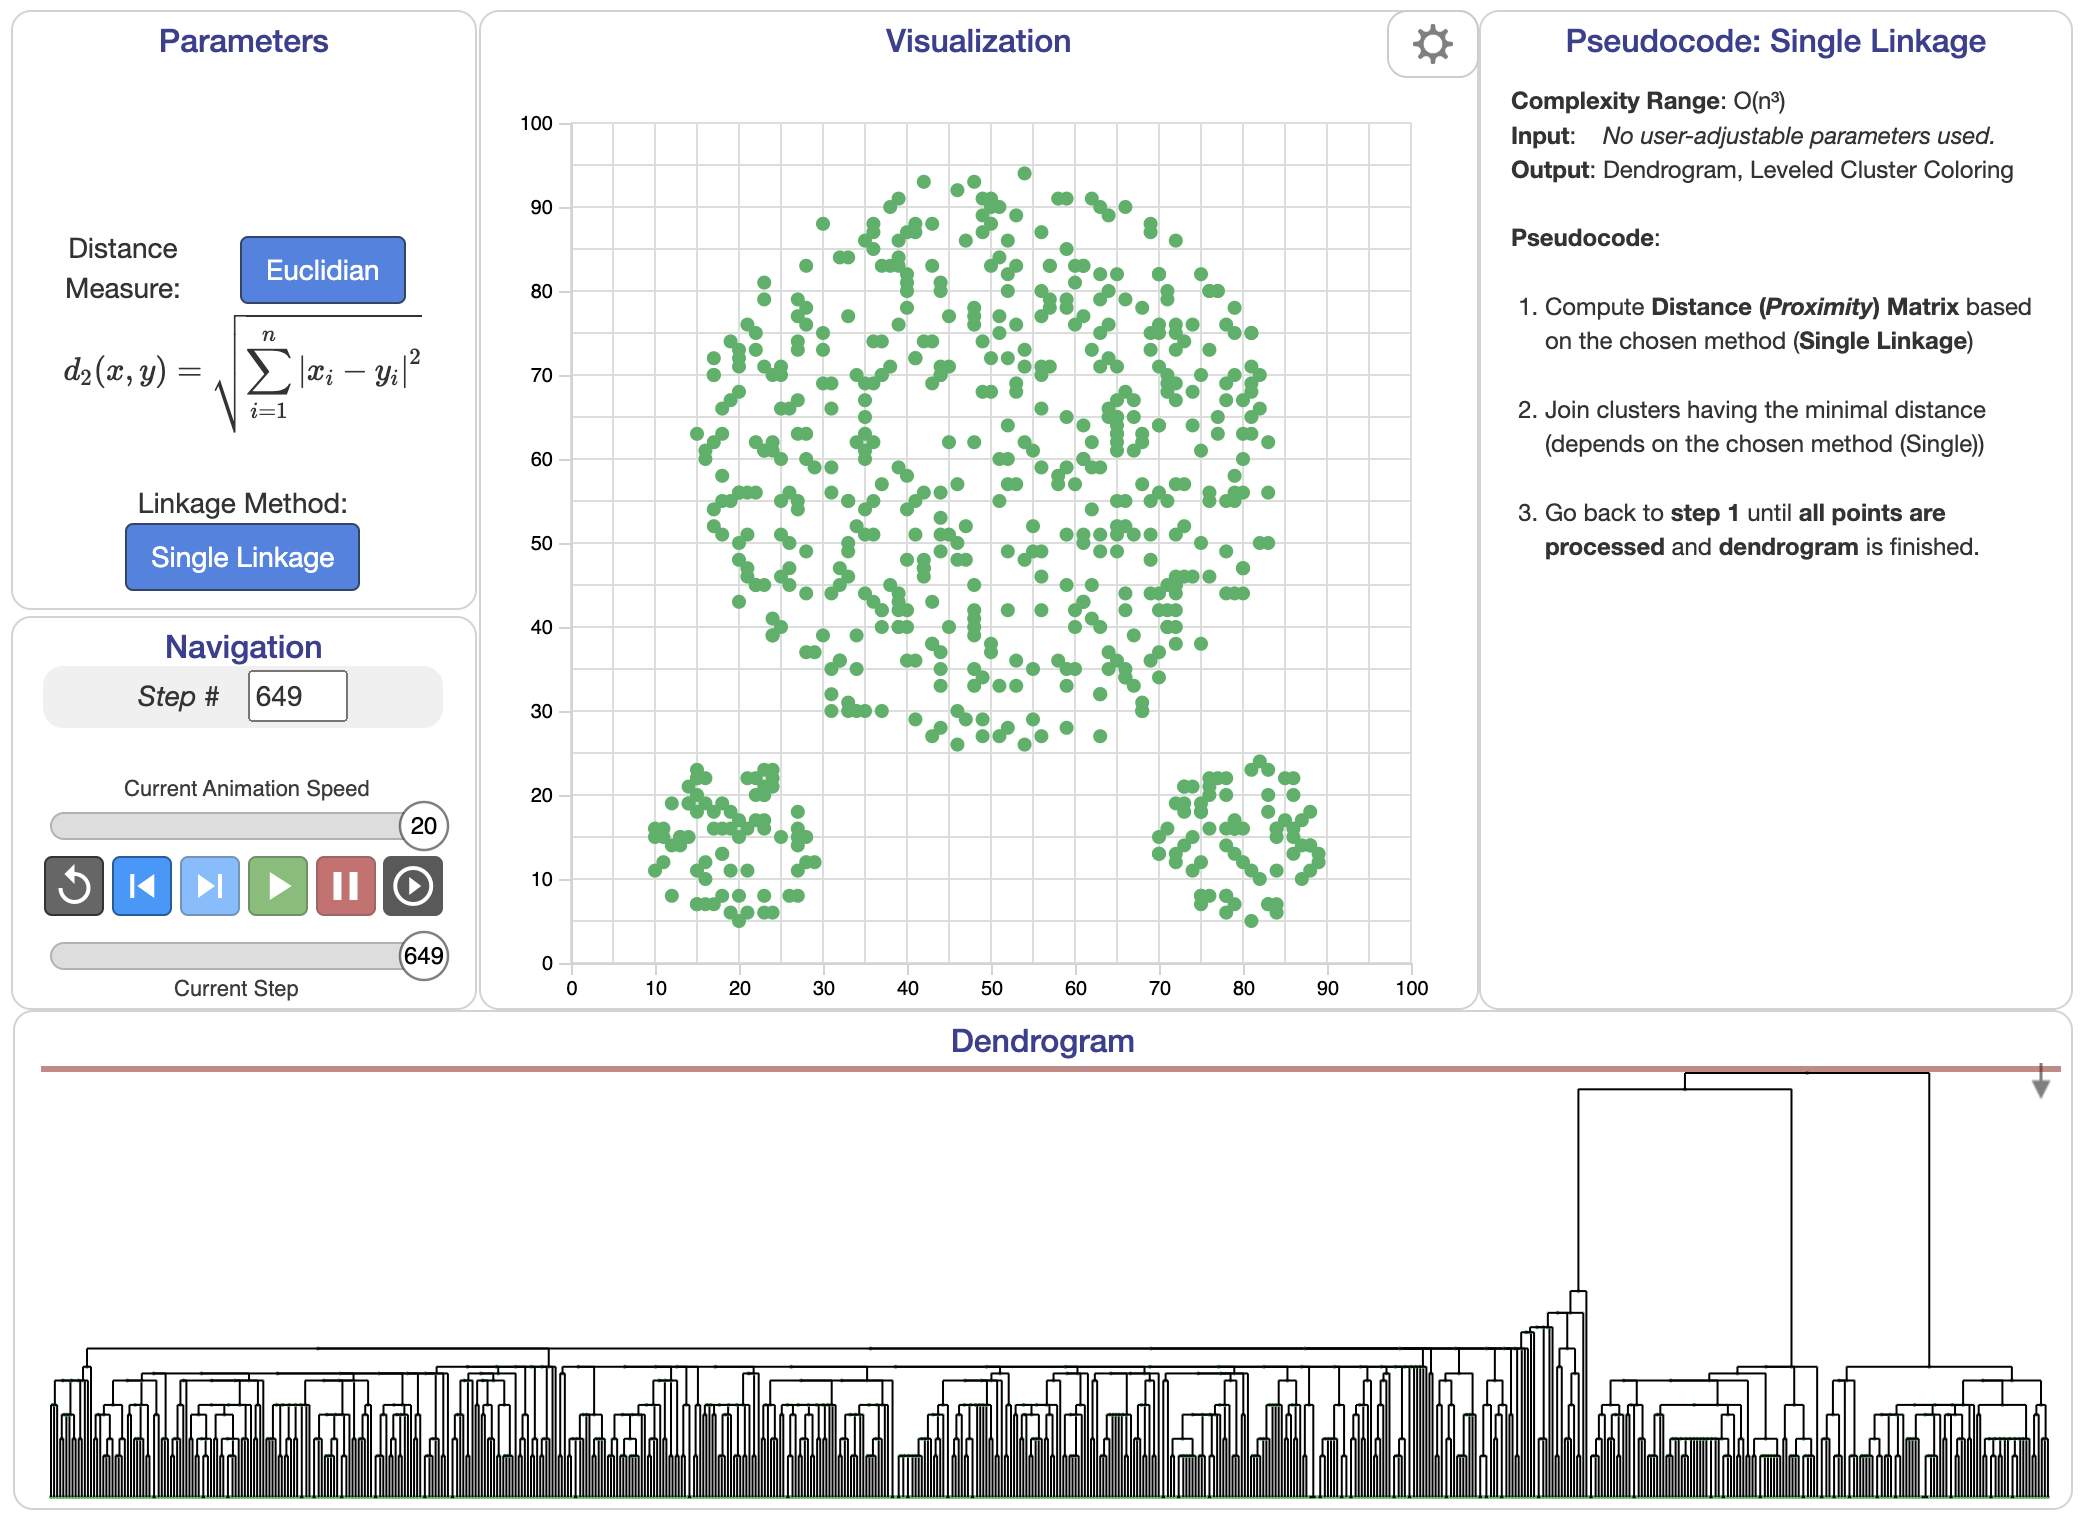 Parameters
Distance
Measure:
Euclidian
d₂(x, y) = √∑ⁿᵢ₌₁ |xᵢ − yᵢ|²
Linkage Method:
Single Linkage
Navigation
Step #
649
Current Animation Speed
20
649
Current Step
Visualization
100
90
80
70
60
50
40
30
20
10
0
0 10 20 30 40 50 60 70 80 90 100
Pseudocode: Single Linkage
Complexity Range: O(n³)
Input: No user-adjustable parameters used.
Output: Dendrogram, Leveled Cluster Coloring
Pseudocode:
1. Compute Distance (Proximity) Matrix based
on the chosen method (Single Linkage)
2. Join clusters having the minimal distance
(depends on the chosen method (Single))
3. Go back to step 1 until all points are
processed and dendrogram is finished.
Dendrogram